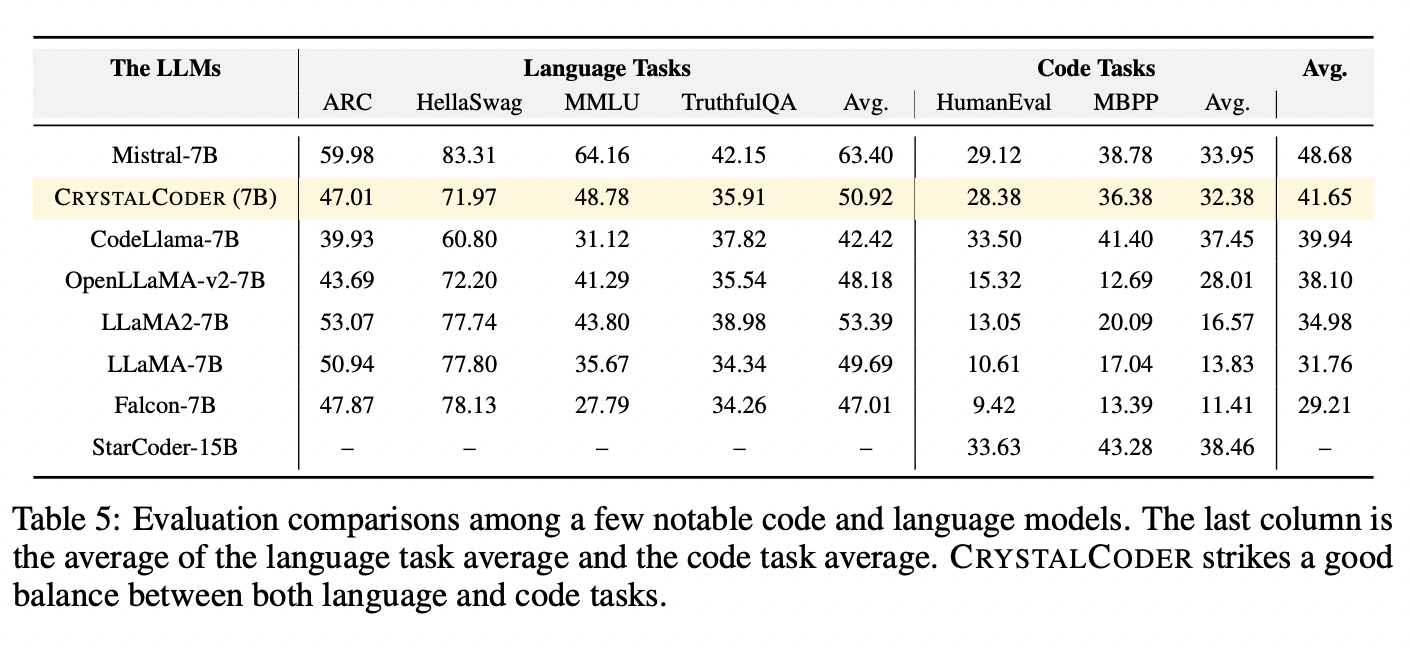 The LLMs Language Tasks Code Tasks Avg.
ARC HellaSwag MMLU TruthfulQA Avg. HumanEval MBPP Avg.
Mistral-7B 59.98 83.31 64.16 42.15 63.40 29.12 38.78 33.95 48.68
CRYSTALCODER (7B) 47.01 71.97 48.78 35.91 50.92 28.38 36.38 32.38 41.65
CodeLlama-7B 39.93 60.80 31.12 37.82 42.42 33.50 41.40 37.45 39.94
OpenLLaMA-v2-7B 43.69 72.20 41.29 35.54 48.18 15.32 12.69 28.01 38.10
LLaMA2-7B 53.07 77.74 43.80 38.98 53.39 13.05 20.09 16.57 34.98
LLaMA-7B 50.94 77.80 35.67 34.34 49.69 10.61 17.04 13.83 31.76
Falcon-7B 47.87 78.13 27.79 34.26 47.01 9.42 13.39 11.41 29.21
StarCoder-15B – – – – – 33.63 43.28 38.46 –
Table 5: Evaluation comparisons among a few notable code and language models. The last column is
the average of the language task average and the code task average. CRYSTALCODER strikes a good
balance between both language and code tasks.